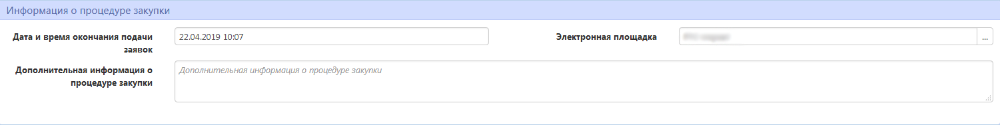 Информация о процедуре закупки
Дата и время окончания подачи
заявок
22.04.2019 10:07
Электронная площадка
...
Дополнительная информация о
процедуре закупки
Дополнительная информация о процедуре закупки